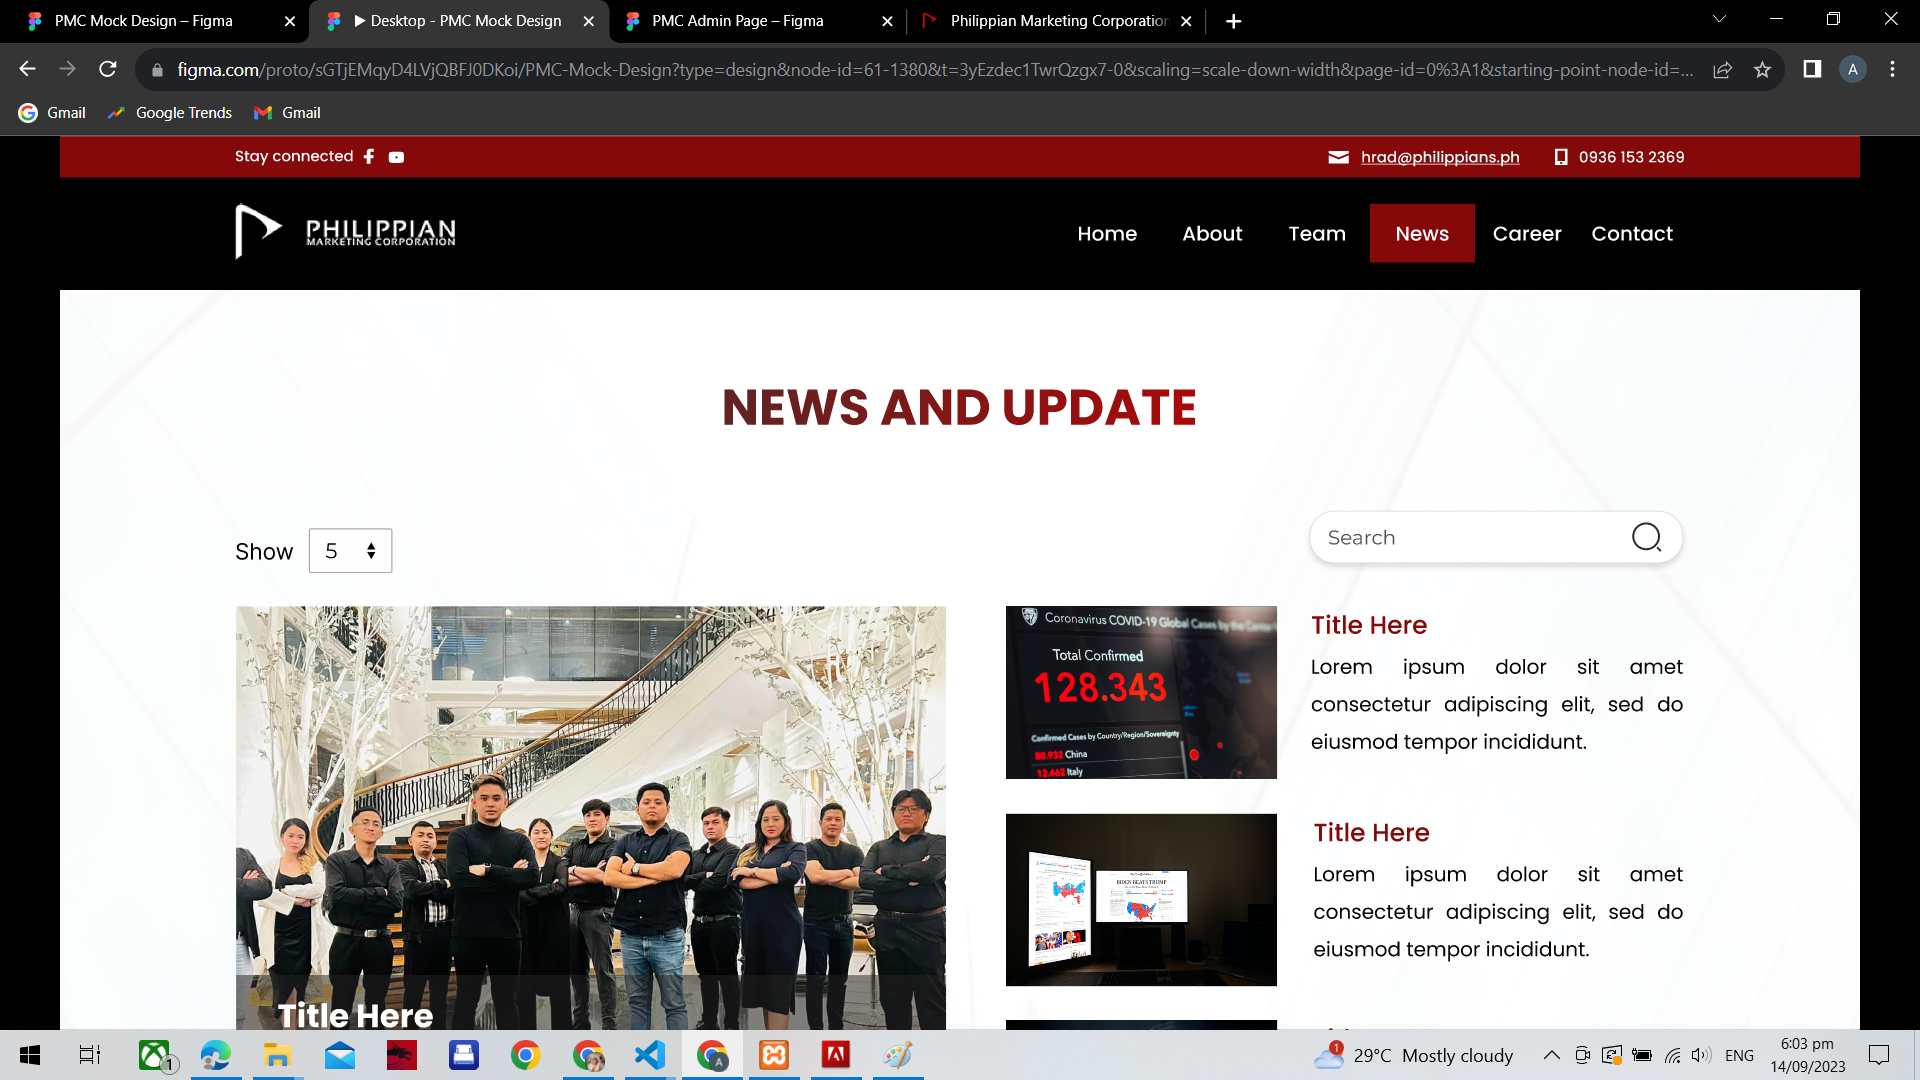 PMC Mock Design – Figma
▶ Desktop - PMC Mock Design
PMC Admin Page – Figma
Philippian Marketing Corporation
figma.com/proto/sGTjEMqyD4LVjQBFJ0DKoi/PMC-Mock-Design?type=design&node-id=61-1380&t=3yEzdec1TwrQzgx7-0&scaling=scale-down-width&page-id=0%3A1&starting-point-node-id=...
A
Gmail
Google Trends
Gmail
Stay connected
hrad@philippians.ph
0936 153 2369
PHILIPPIAN
MARKETING CORPORATION
Home About Team News Career Contact
NEWS AND UPDATE
Show 5
Search
Title Here
Lorem ipsum dolor sit amet
consectetur adipiscing elit, sed do
eiusmod tempor incididunt.
Coronavirus COVID-19 Global Cases by the
Total Confirmed
128.343
Confirmed Cases by Country/Region/Sovereignty
80.932 China
12.462 Italy
Title Here
Lorem ipsum dolor sit amet
consectetur adipiscing elit, sed do
eiusmod tempor incididunt.
BIDEN BEATS TRUMP
Title Here
1
A
1
29°C Mostly cloudy
ENG
6:03 pm
14/09/2023